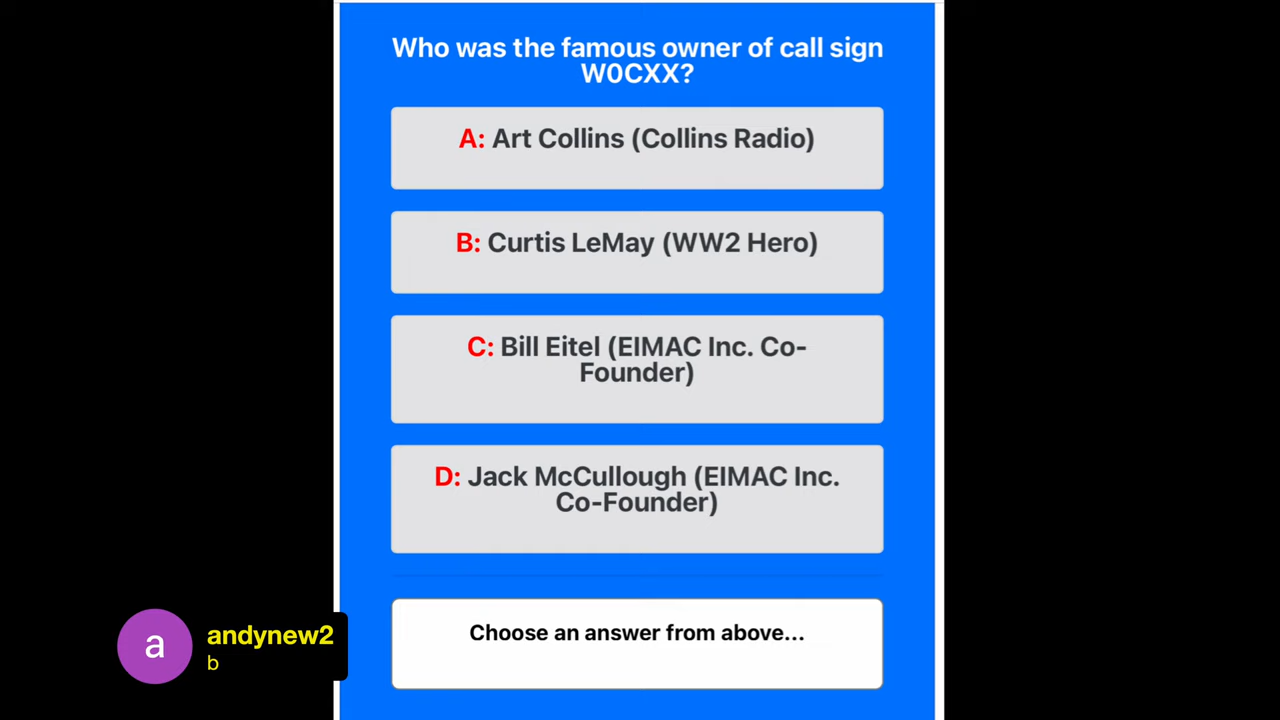 Who was the famous owner of call sign
W0CXX?
A: Art Collins (Collins Radio)
B: Curtis LeMay (WW2 Hero)
C: Bill Eitel (EIMAC Inc. Co-
Founder)
D: Jack McCullough (EIMAC Inc.
Co-Founder)
Choose an answer from above...
a
andynew2
b